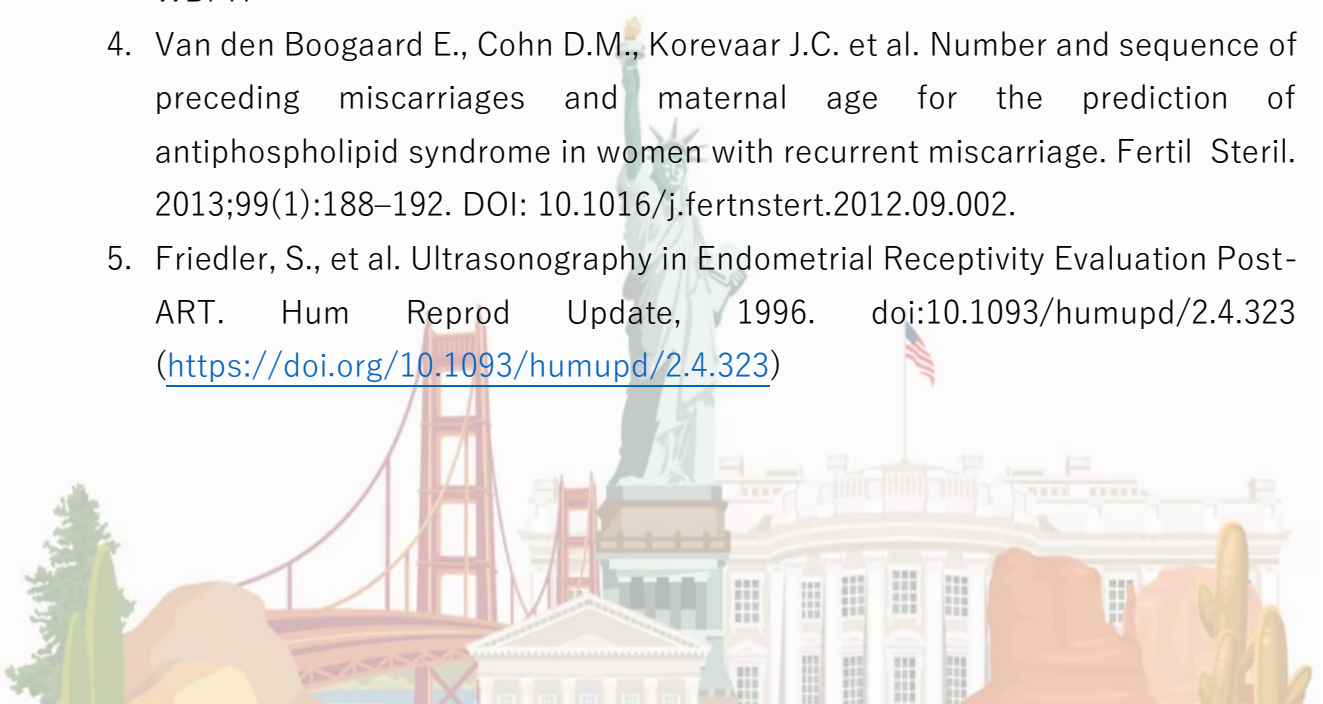 4. Van den Boogaard E., Cohn D.M., Korevaar J.C. et al. Number and sequence of
preceding miscarriages and maternal age for the prediction of
antiphospholipid syndrome in women with recurrent miscarriage. Fertil Steril.
2013;99(1):188–192. DOI: 10.1016/j.fertnstert.2012.09.002.
5. Friedler, S., et al. Ultrasonography in Endometrial Receptivity Evaluation Post-
ART. Hum Reprod Update, 1996. doi:10.1093/humupd/2.4.323
(https://doi.org/10.1093/humupd/2.4.323)